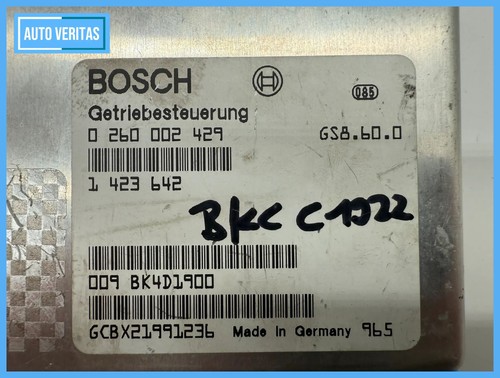 AUTO VERITAS
BOSCH
085
Getriebesteuerung
0 260 002 429 GS8.60.0
1 423 642
BKC C1922
009 BK4D1900
GCBX21991236 Made in Germany 965